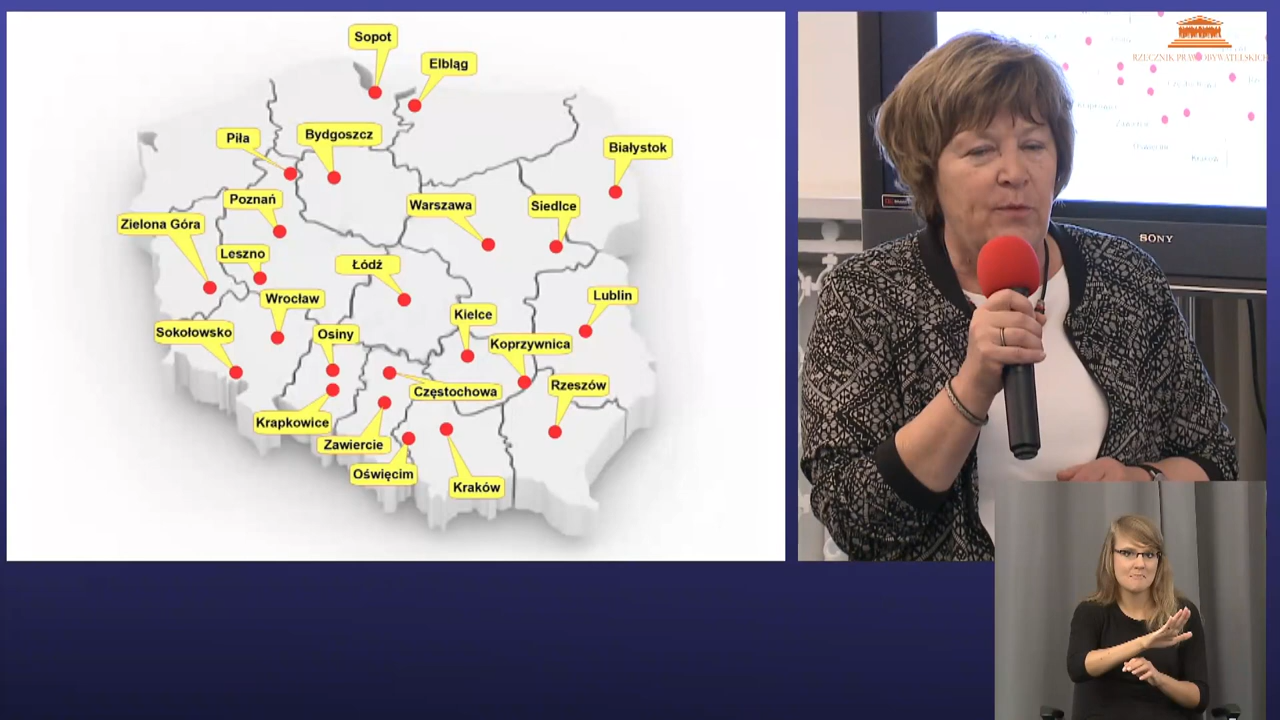 Sopot
Elbląg
Piła
Bydgoszcz
Białystok
Poznań
Warszawa
Siedlce
Zielona Góra
Leszno
Łódź
Wrocław
Lublin
Kielce
Sokołowsko
Osiny
Koprzywnica
Rzeszów
Częstochowa
Krapkowice
Zawiercie
Oświęcim
Kraków
RZECZNIK PRAW OBYWATELSKICH
SONY